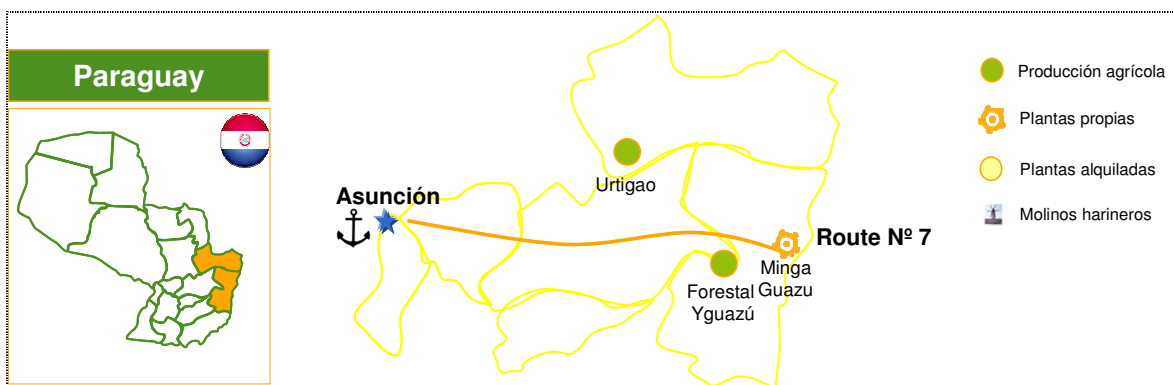 Paraguay
Asunción
Urtigao
Route Nº 7
Minga
Guazu
Forestal
Yguazú
Producción agrícola
Plantas propias
Plantas alquiladas
Molinos harineros